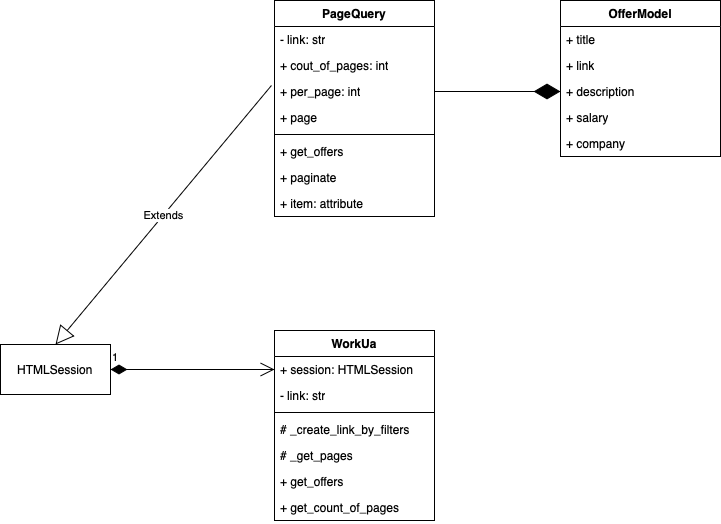 PageQuery
- link: str
+ cout_of_pages: int
+ per_page: int
+ page
+ get_offers
+ paginate
+ item: attribute
OfferModel
+ title
+ link
+ description
+ salary
+ company
Extends
HTMLSession
1
WorkUa
+ session: HTMLSession
- link: str
# _create_link_by_filters
# _get_pages
+ get_offers
+ get_count_of_pages